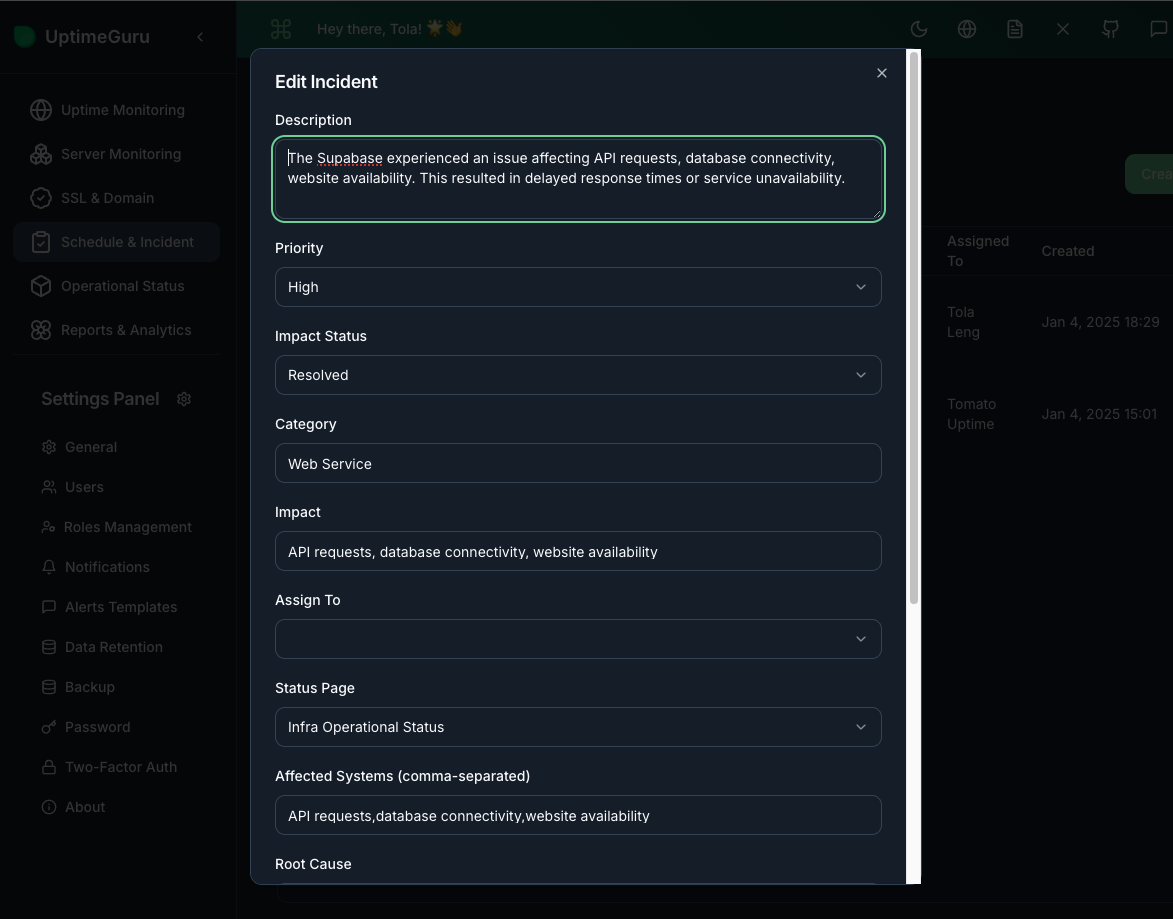 UptimeGuru
Hey there, Tola! 🌟👋
Uptime Monitoring
Server Monitoring
SSL & Domain
Schedule & Incident
Operational Status
Reports & Analytics
Settings Panel
General
Users
Roles Management
Notifications
Alerts Templates
Data Retention
Backup
Password
Two-Factor Auth
About
Edit Incident
Description
The Supabase experienced an issue affecting API requests, database connectivity,
website availability. This resulted in delayed response times or service unavailability.
Priority
High
Impact Status
Resolved
Category
Web Service
Impact
API requests, database connectivity, website availability
Assign To
Status Page
Infra Operational Status
Affected Systems (comma-separated)
API requests,database connectivity,website availability
Root Cause
Crea
Assigned
To
Created
Tola
Leng
Jan 4, 2025 18:29
Tomato
Uptime
Jan 4, 2025 15:01